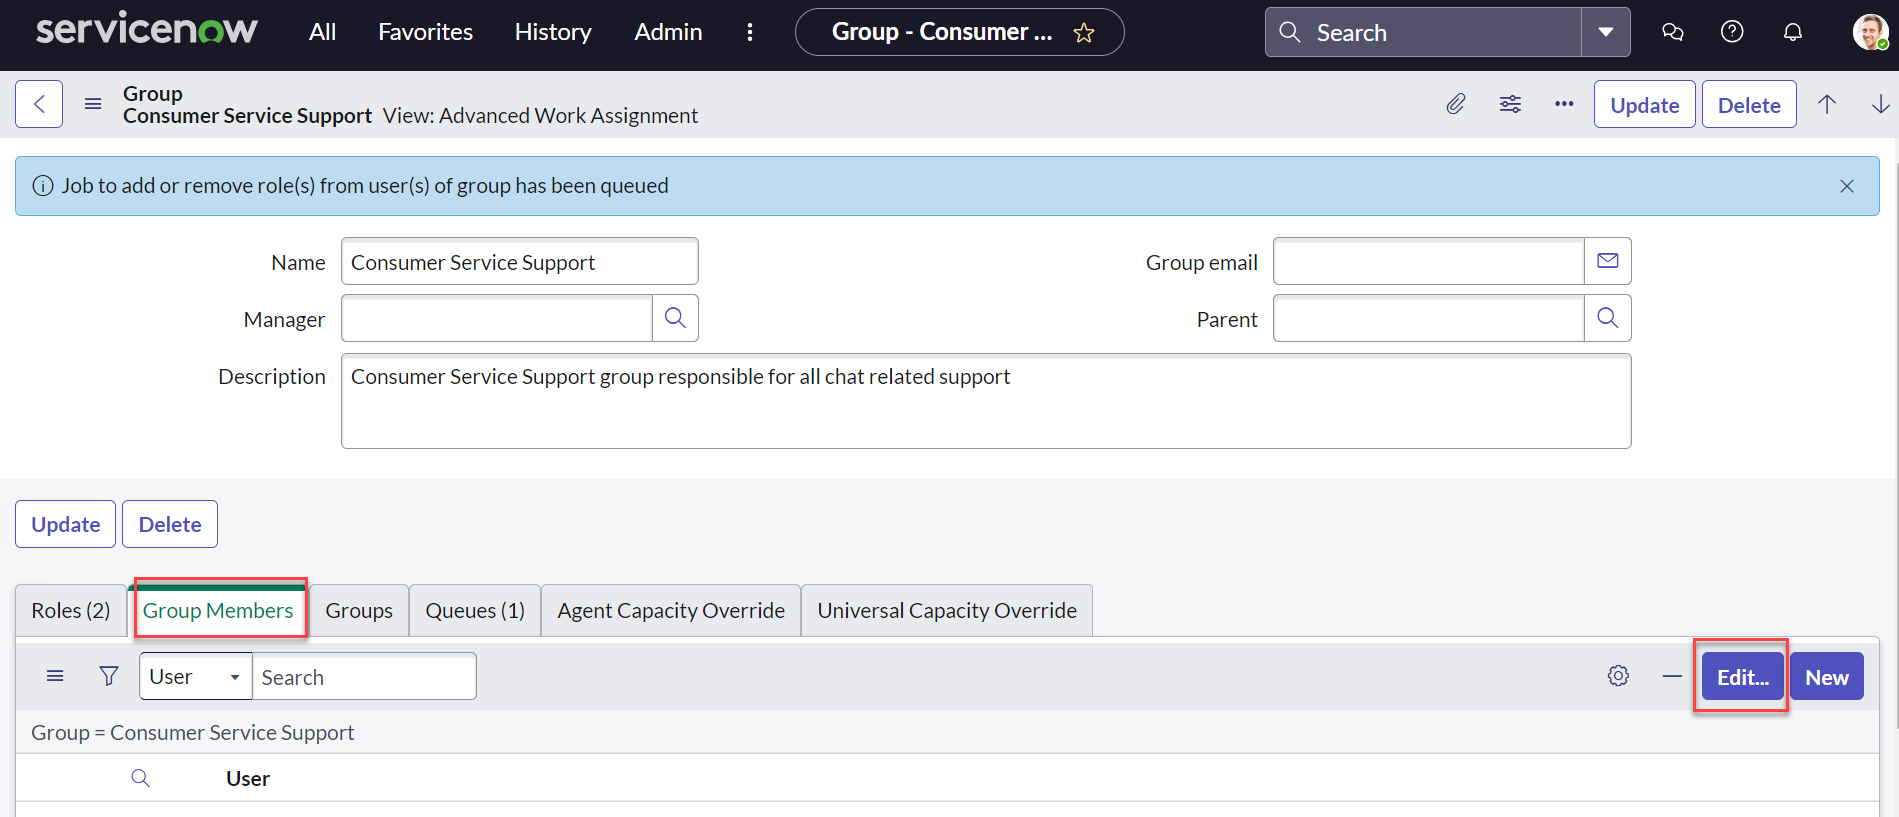 servicenow All Favorites History Admin Group - Consumer ... Search
Group
Consumer Service Support View: Advanced Work Assignment
Update Delete
Job to add or remove role(s) from user(s) of group has been queued
Name Consumer Service Support Group email
Manager Parent
Description Consumer Service Support group responsible for all chat related support
Update Delete
Roles (2) Group Members Groups Queues (1) Agent Capacity Override Universal Capacity Override
User Search Edit... New
Group = Consumer Service Support
User